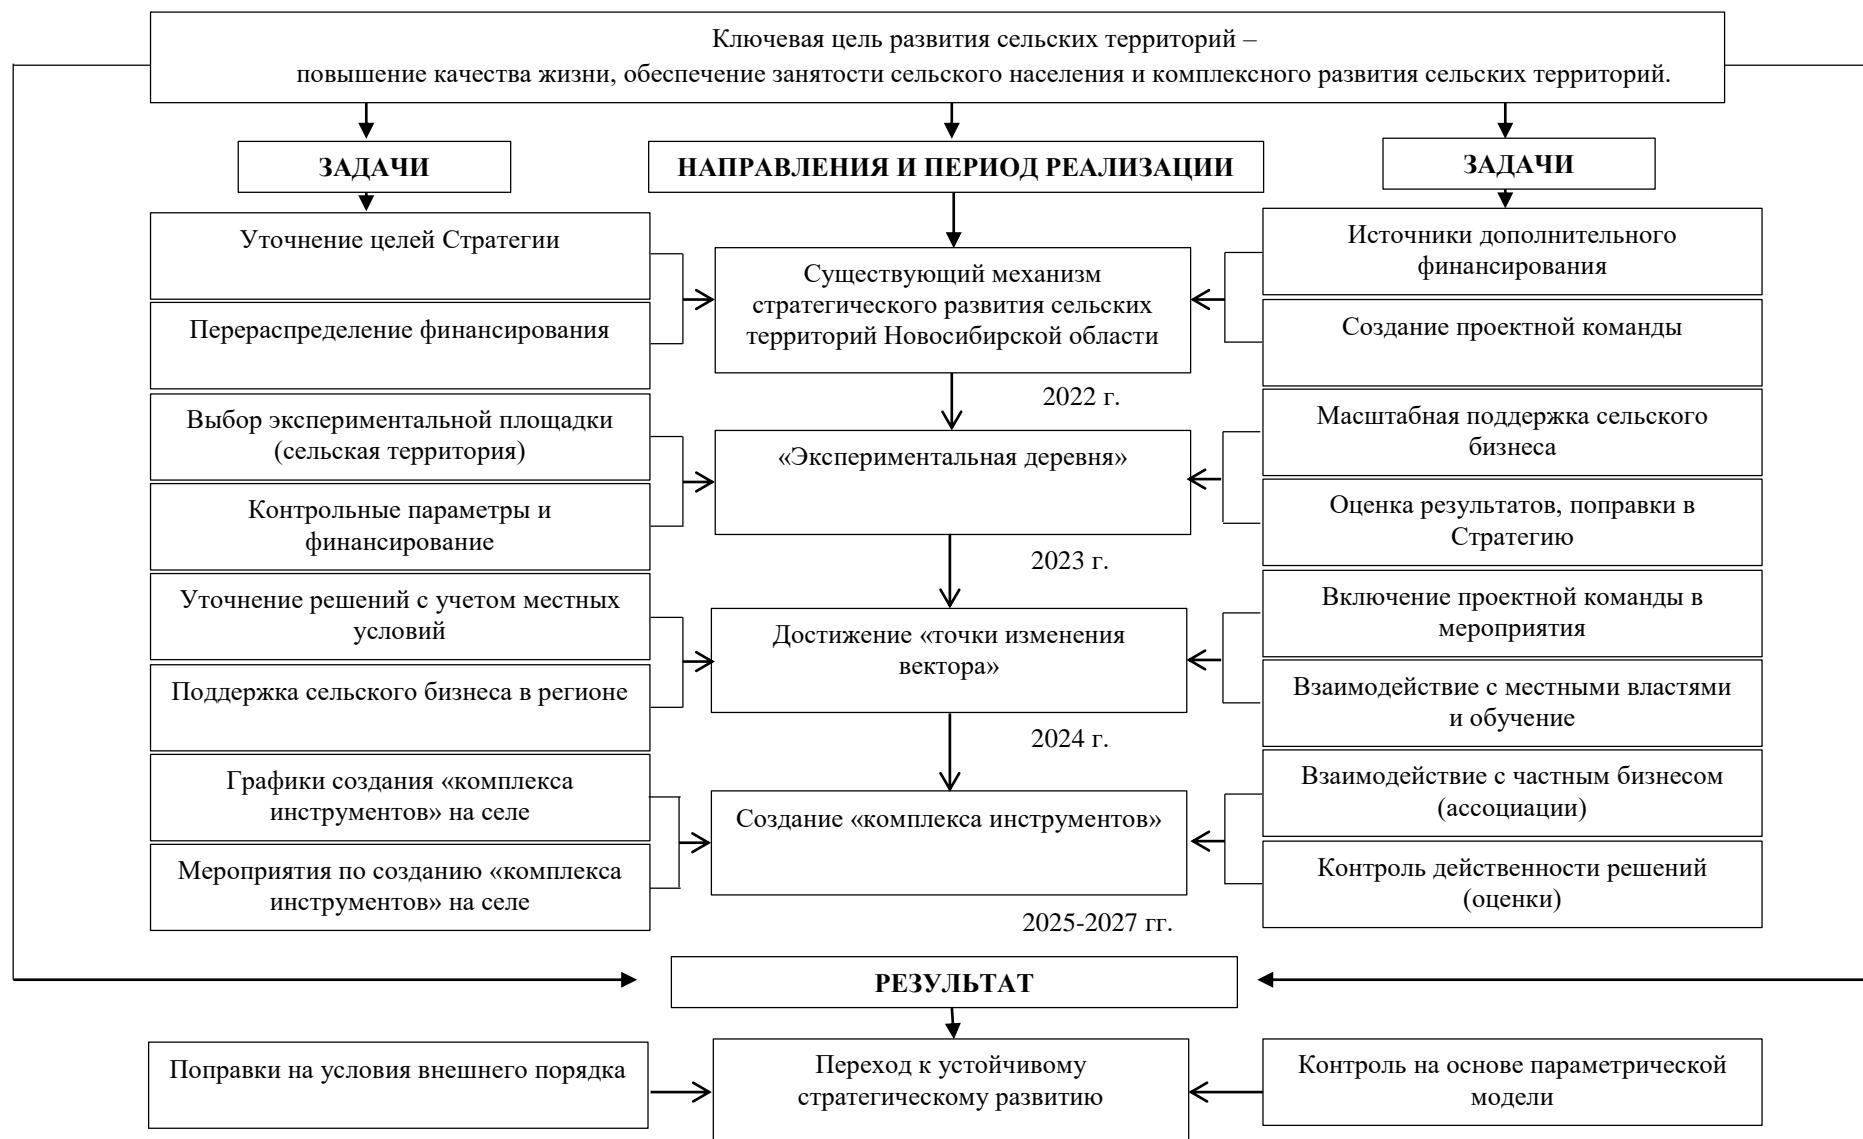 Ключевая цель развития сельских территорий –
повышение качества жизни, обеспечение занятости сельского населения и комплексного развития сельских территорий.
ЗАДАЧИ
НАПРАВЛЕНИЯ И ПЕРИОД РЕАЛИЗАЦИИ
ЗАДАЧИ
Уточнение целей Стратегии
Перераспределение финансирования
Существующий механизм
стратегического развития сельских
территорий Новосибирской области
Источники дополнительного
финансирования
Создание проектной команды
2022 г.
Выбор экспериментальной площадки
(сельская территория)
Контрольные параметры и
финансирование
«Экспериментальная деревня»
Масштабная поддержка сельского
бизнеса
Оценка результатов, поправки в
Стратегию
2023 г.
Уточнение решений с учетом местных
условий
Поддержка сельского бизнеса в регионе
Достижение «точки изменения
вектора»
Включение проектной команды в
мероприятия
Взаимодействие с местными властями
и обучение
2024 г.
Графики создания «комплекса
инструментов» на селе
Мероприятия по созданию «комплекса
инструментов» на селе
Создание «комплекса инструментов»
Взаимодействие с частным бизнесом
(ассоциации)
Контроль действенности решений
(оценки)
2025-2027 гг.
РЕЗУЛЬТАТ
Поправки на условия внешнего порядка
Переход к устойчивому
стратегическому развитию
Контроль на основе параметрической
модели